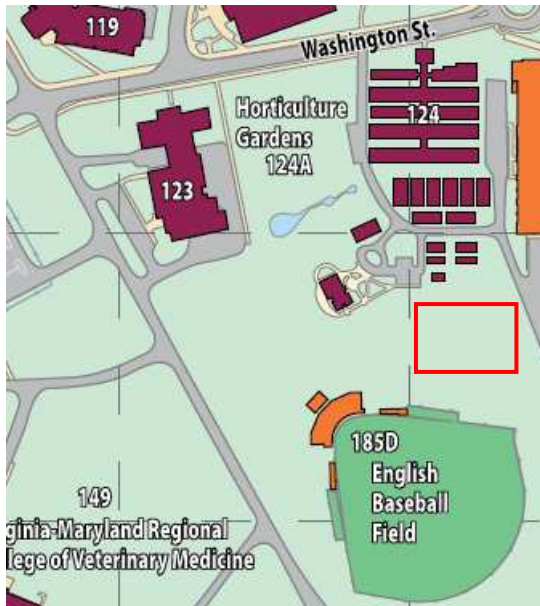 119
Washington St.
Horticulture
Gardens
124A
124
123
185D
English
Baseball
Field
149
ginia-Maryland Regional
llege of Veterinary Medicine